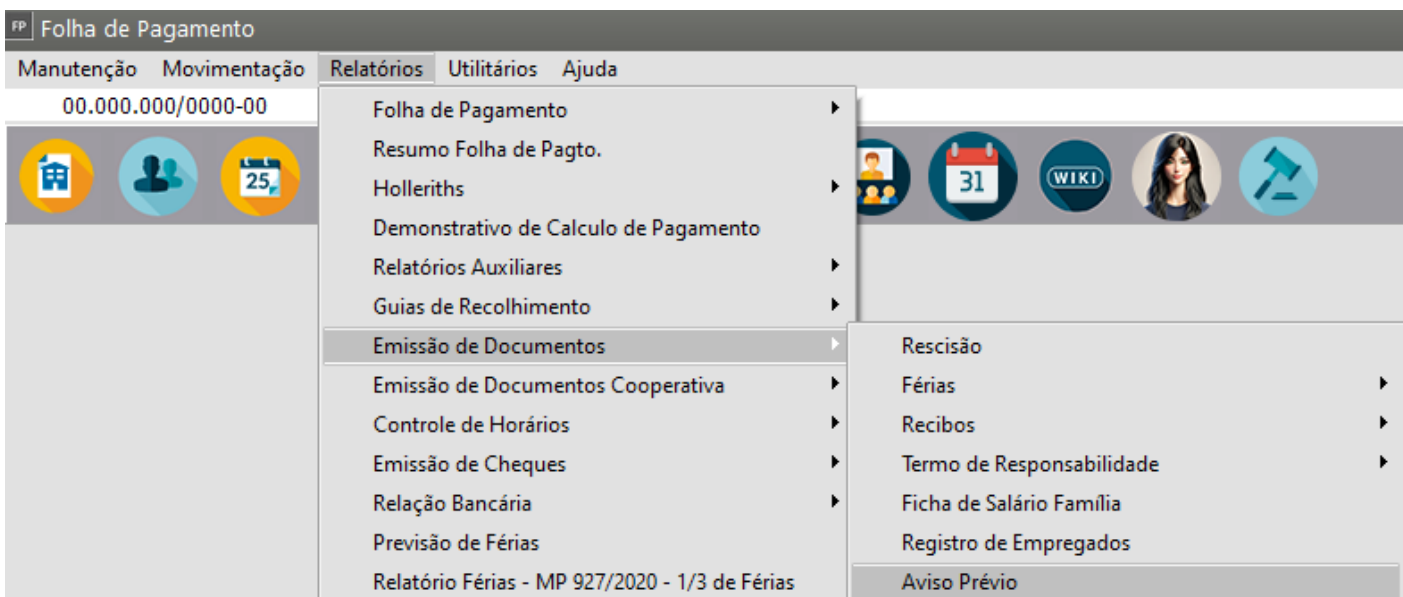 FP Folha de Pagamento
Manutenção Movimentação Relatórios Utilitários Ajuda
00.000.000/0000-00
25
31
WIKI
Folha de Pagamento
Resumo Folha de Pagto.
Holleriths
Demonstrativo de Calculo de Pagamento
Relatórios Auxiliares
Guias de Recolhimento
Emissão de Documentos
Emissão de Documentos Cooperativa
Controle de Horários
Emissão de Cheques
Relação Bancária
Previsão de Férias
Relatório Férias - MP 927/2020 - 1/3 de Férias
Rescisão
Férias
Recibos
Termo de Responsabilidade
Ficha de Salário Família
Registro de Empregados
Aviso Prévio